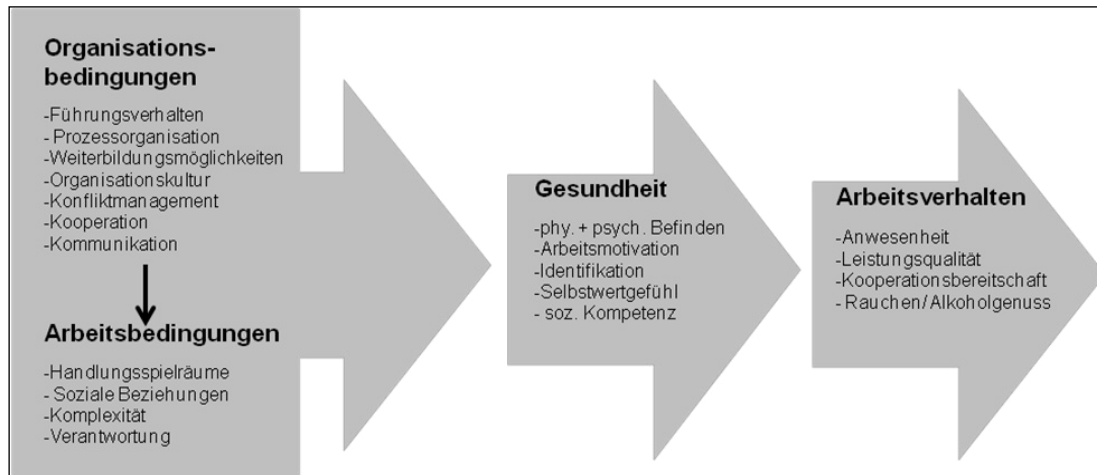 Organisations-
bedingungen
-Führungsverhalten
- Prozessorganisation
-Weiterbildungsmöglichkeiten
-Organisationskultur
-Konfliktmanagement
-Kooperation
-Kommunikation
Arbeitsbedingungen
-Handlungsspielräume
- Soziale Beziehungen
-Komplexität
-Verantwortung
Gesundheit
-phy. + psych. Befinden
-Arbeitsmotivation
-Identifikation
-Selbstwertgefühl
- soz. Kompetenz
Arbeitsverhalten
-Anwesenheit
-Leistungsqualität
-Kooperationsbereitschaft
- Rauchen/Alkoholgenuss